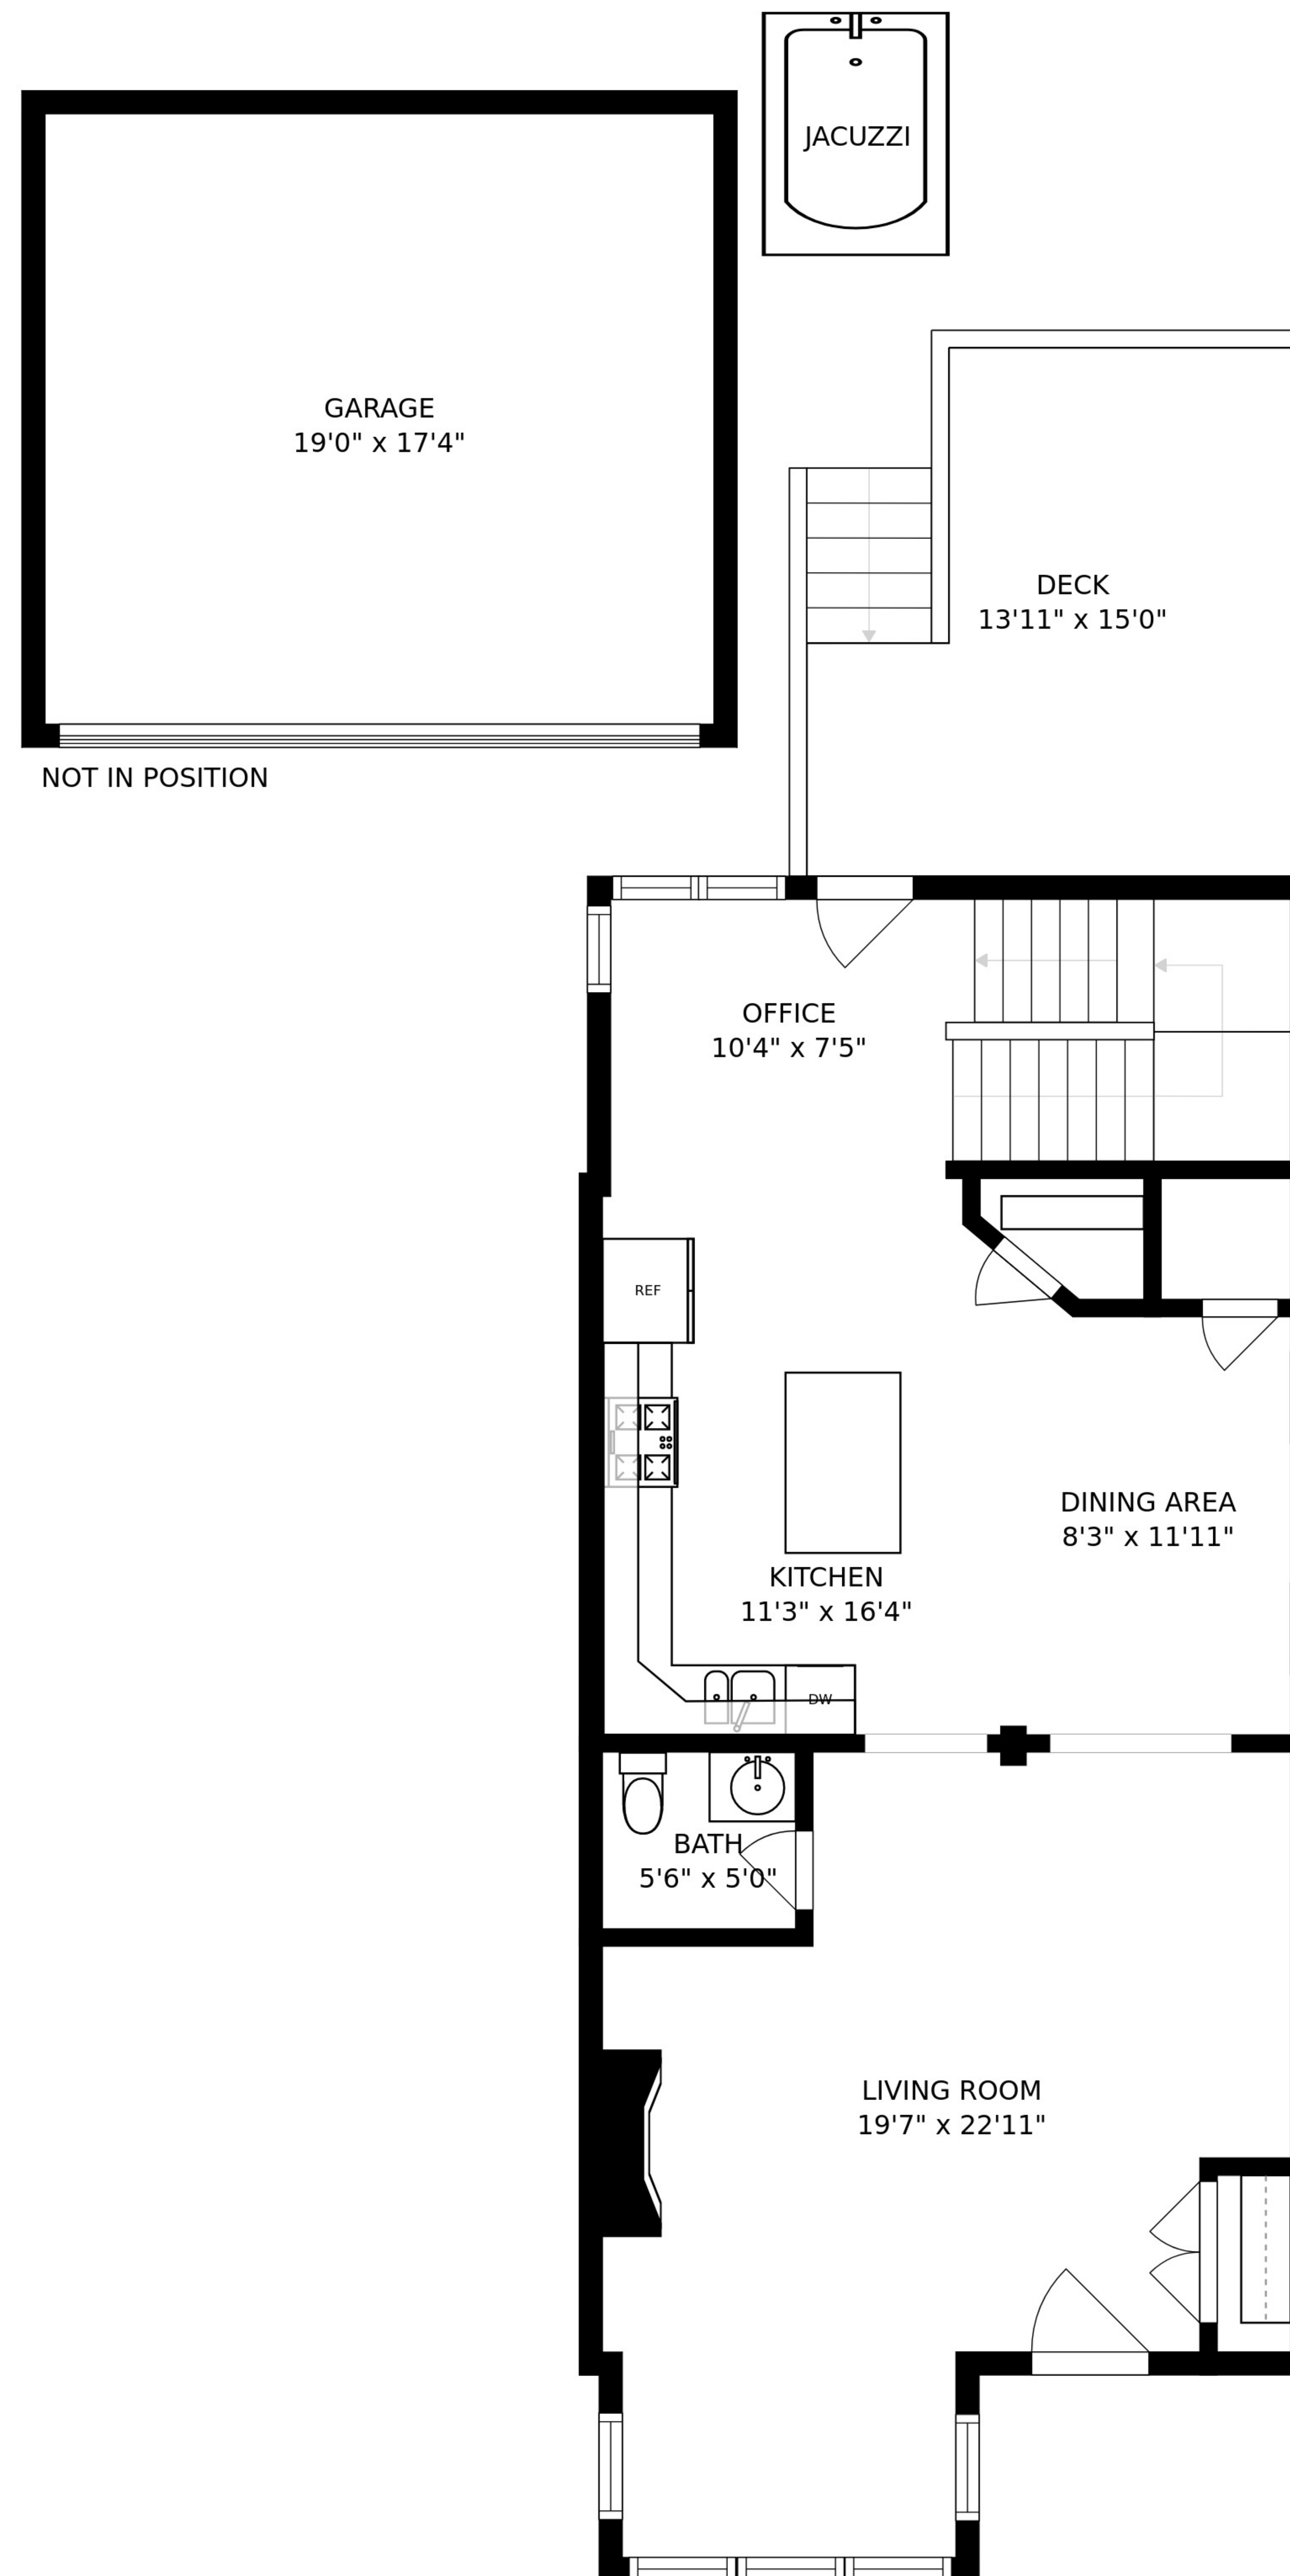 JACUZZI
GARAGE
19'0" x 17'4"
NOT IN POSITION
DECK
13'11" x 15'0"
OFFICE
10'4" x 7'5"
REF
DINING AREA
8'3" x 11'11"
KITCHEN
11'3" x 16'4"
DW
BATH
5'6" x 5'0"
LIVING ROOM
19'7" x 22'11"